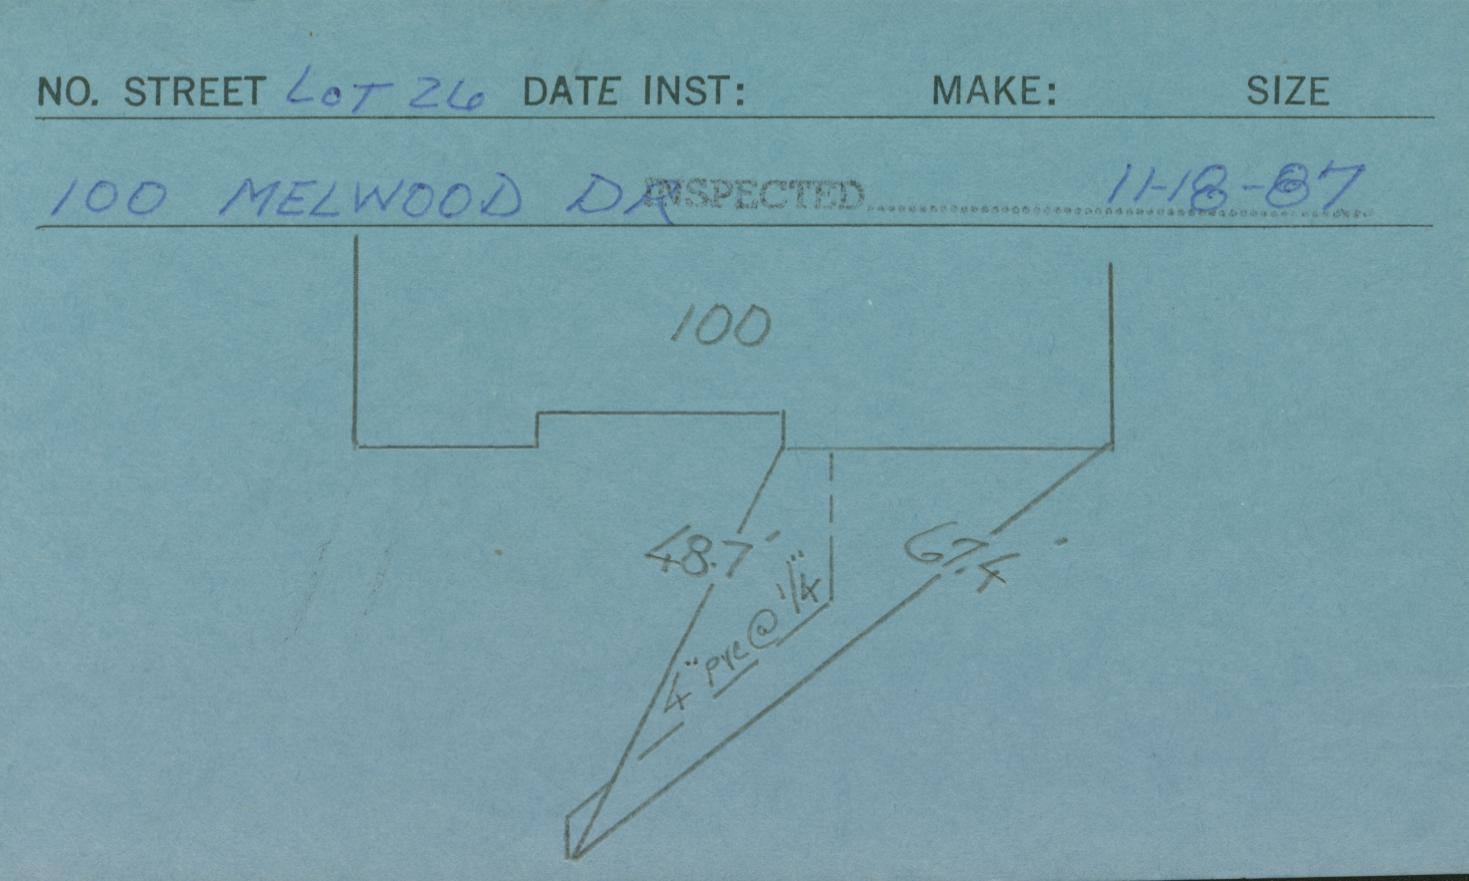 NO. STREET LOT 26 DATE INST: MAKE: SIZE
100 MELWOOD DR INSPECTED 11-18-87
100
48.7'
67.4'
4" pvc @ 1/4"